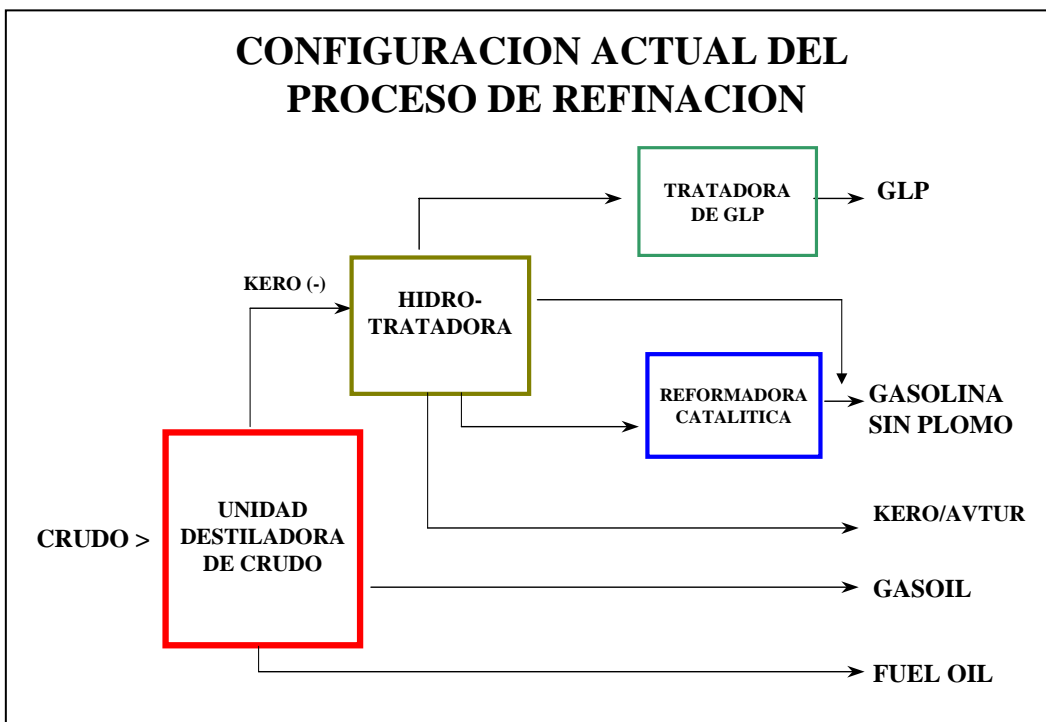 CONFIGURACION ACTUAL DEL
PROCESO DE REFINACION
TRATADORA
DE GLP
GLP
KERO (-)
HIDRO-
TRATADORA
REFORMADORA
CATALITICA
GASOLINA
SIN PLOMO
UNIDAD
DESTILADORA
DE CRUDO
CRUDO >
KERO/AVTUR
GASOIL
FUEL OIL